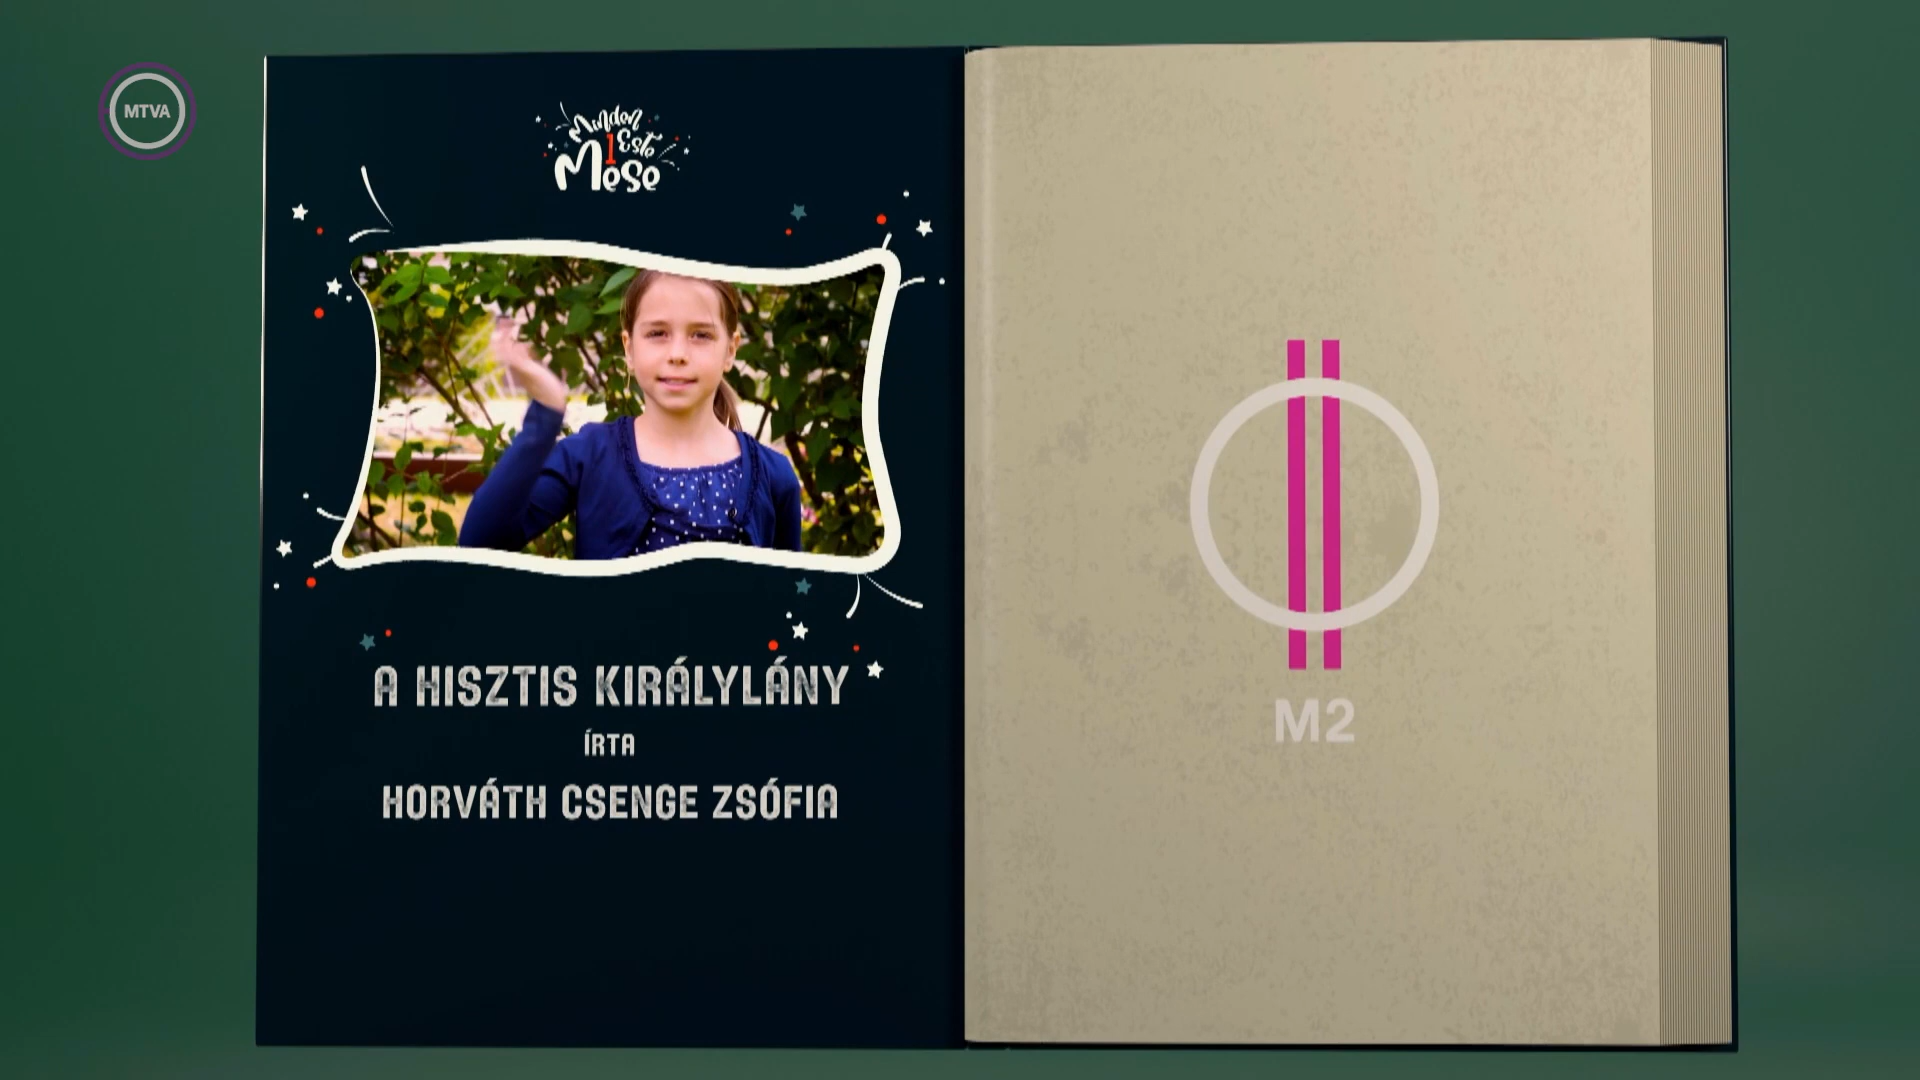 MTVA
Minden
1 Este
Mese
A HISZTIS KIRÁLYLÁNY
ÍRTA
HORVÁTH CSENGE ZSÓFIA
M2